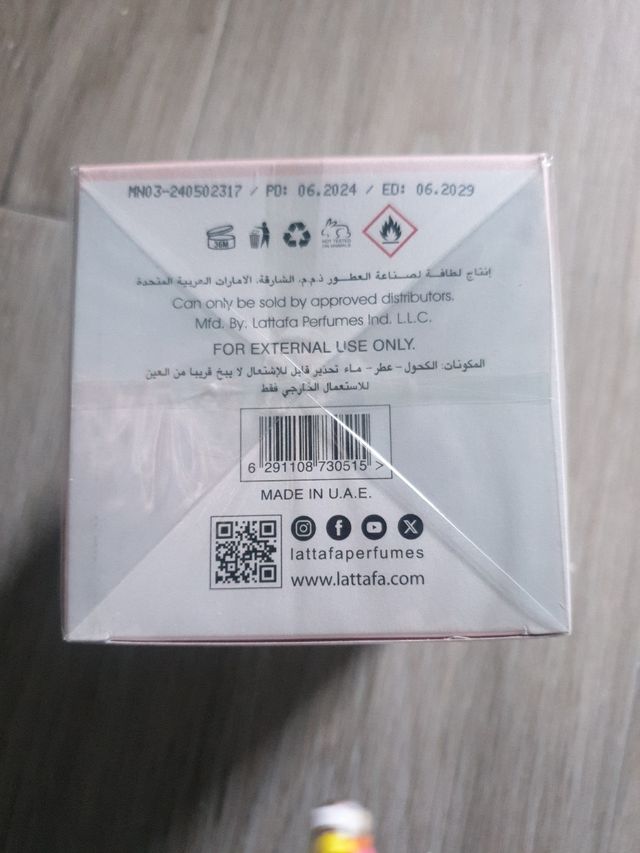 MN03-240502317 / PD: 06.2024 / ED: 06.2029
36M
NOT TESTED
ON ANIMALS
إنتاج لطافة لصناعة العطور ذ.م.م. الشارقة، الامارات العربية المتحدة
Can only be sold by approved distributors.
Mfd. By. Lattafa Perfumes Ind. L.L.C.
FOR EXTERNAL USE ONLY.
المكونات: الكحول - عطر - ماء تحذير قابل للإشتعال لا يبخ قريبا من العين
للاستعمال الخارجي فقط
6 291108 730515 >
MADE IN U.A.E.
lattafaperfumes
www.lattafa.com